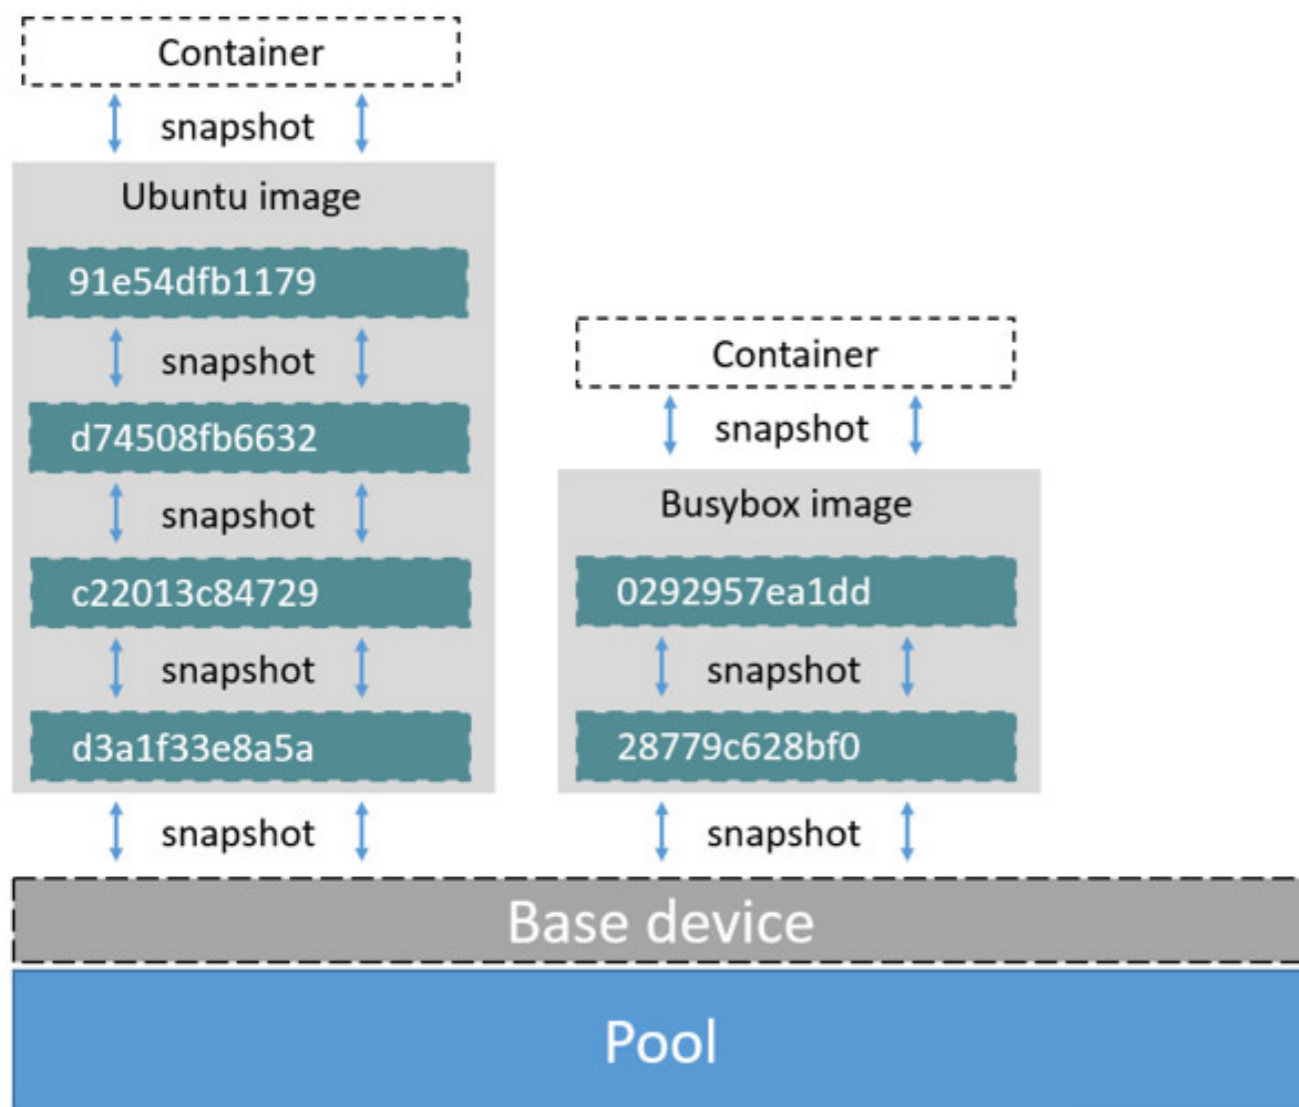 Container
snapshot
Ubuntu image
91e54dfb1179
snapshot
d74508fb6632
snapshot
c22013c84729
snapshot
d3a1f33e8a5a
snapshot
Container
snapshot
Busybox image
0292957ea1dd
snapshot
28779c628bf0
snapshot
Base device
Pool